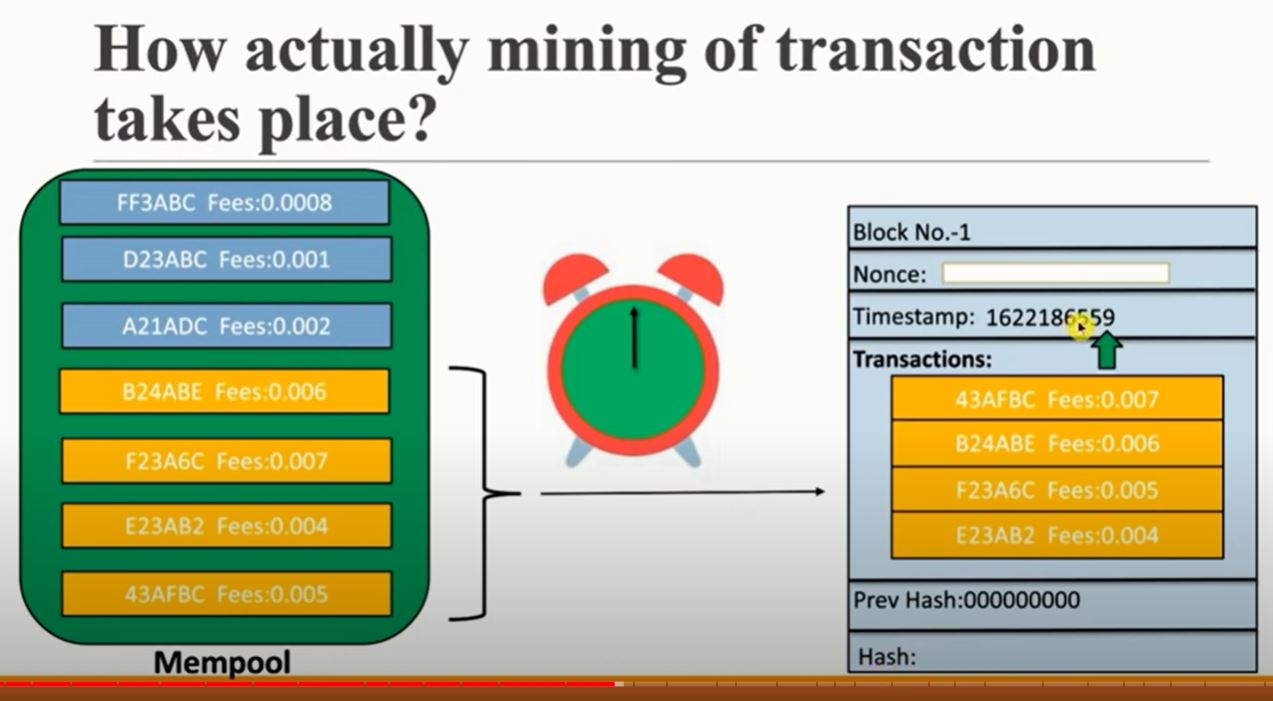 How actually mining of transaction
takes place?
FF3ABC Fees:0.0008
D23ABC Fees:0.001
A21ADC Fees:0.002
B24ABE Fees:0.006
F23A6C Fees:0.007
E23AB2 Fees:0.004
43AFBC Fees:0.005
Mempool
Block No.-1
Nonce:
Timestamp: 1622186559
Transactions:
43AFBC Fees:0.007
B24ABE Fees:0.006
F23A6C Fees:0.005
E23AB2 Fees:0.004
Prev Hash:000000000
Hash: